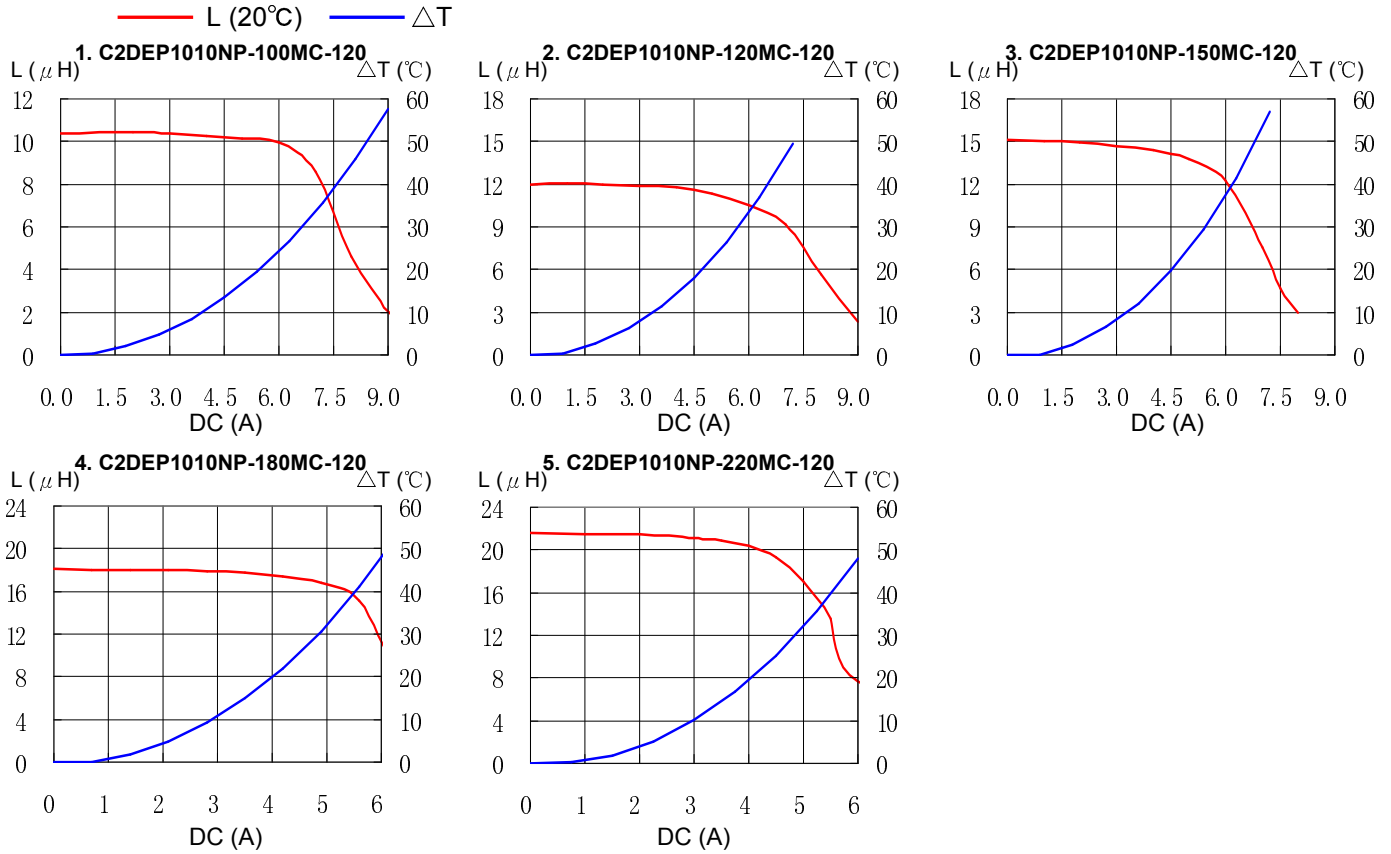 L (20℃) △T
1. C2DEP1010NP-100MC-120
L (μH) △T (℃)
12 60
10 50
8 40
6 30
4 20
2 10
0 0
0.0 1.5 3.0 4.5 6.0 7.5 9.0
DC (A)
2. C2DEP1010NP-120MC-120
L (μH) △T (℃)
18 60
15 50
12 40
9 30
6 20
3 10
0 0
0.0 1.5 3.0 4.5 6.0 7.5 9.0
DC (A)
3. C2DEP1010NP-150MC-120
L (μH) △T (℃)
18 60
15 50
12 40
9 30
6 20
3 10
0 0
0.0 1.5 3.0 4.5 6.0 7.5 9.0
DC (A)
4. C2DEP1010NP-180MC-120
L (μH) △T (℃)
24 60
20 50
16 40
12 30
8 20
4 10
0 0
0 1 2 3 4 5 6
DC (A)
5. C2DEP1010NP-220MC-120
L (μH) △T (℃)
24 60
20 50
16 40
12 30
8 20
4 10
0 0
0 1 2 3 4 5 6
DC (A)